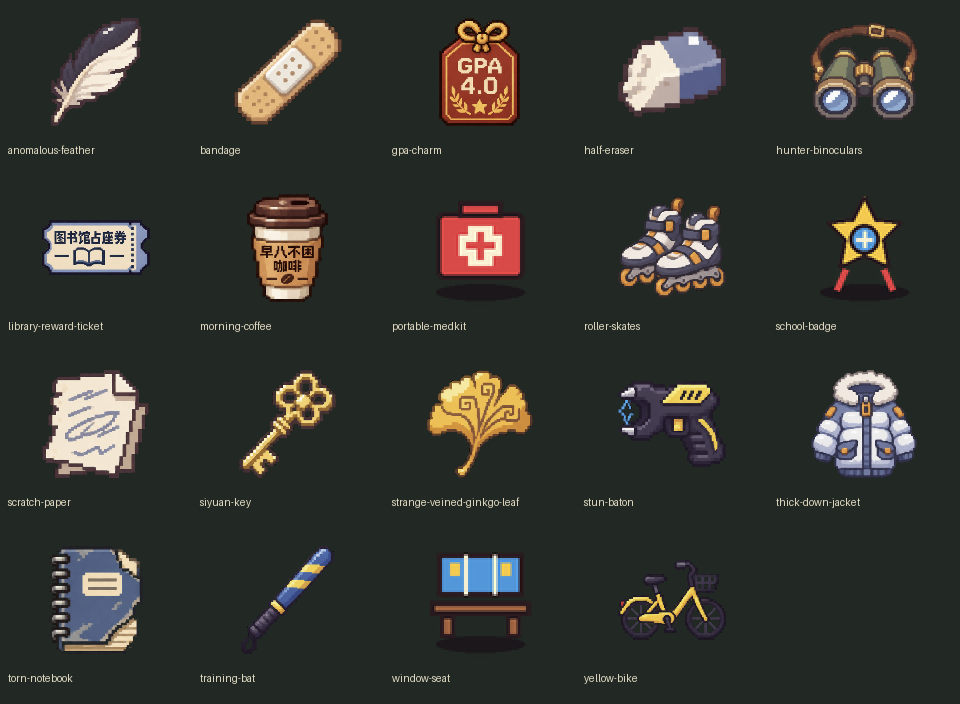 GPA
4.0
anomalous-feather
bandage
gpa-charm
half-eraser
hunter-binoculars
图书馆占座券
早八不困
咖啡
library-reward-ticket
morning-coffee
portable-medkit
roller-skates
school-badge
scratch-paper
siyuan-key
strange-veined-ginkgo-leaf
stun-baton
thick-down-jacket
torn-notebook
training-bat
window-seat
yellow-bike